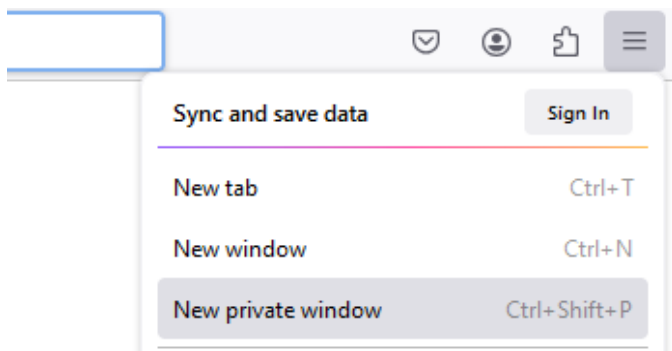 Sync and save data Sign In
New tab Ctrl+T
New window Ctrl+N
New private window Ctrl+Shift+P